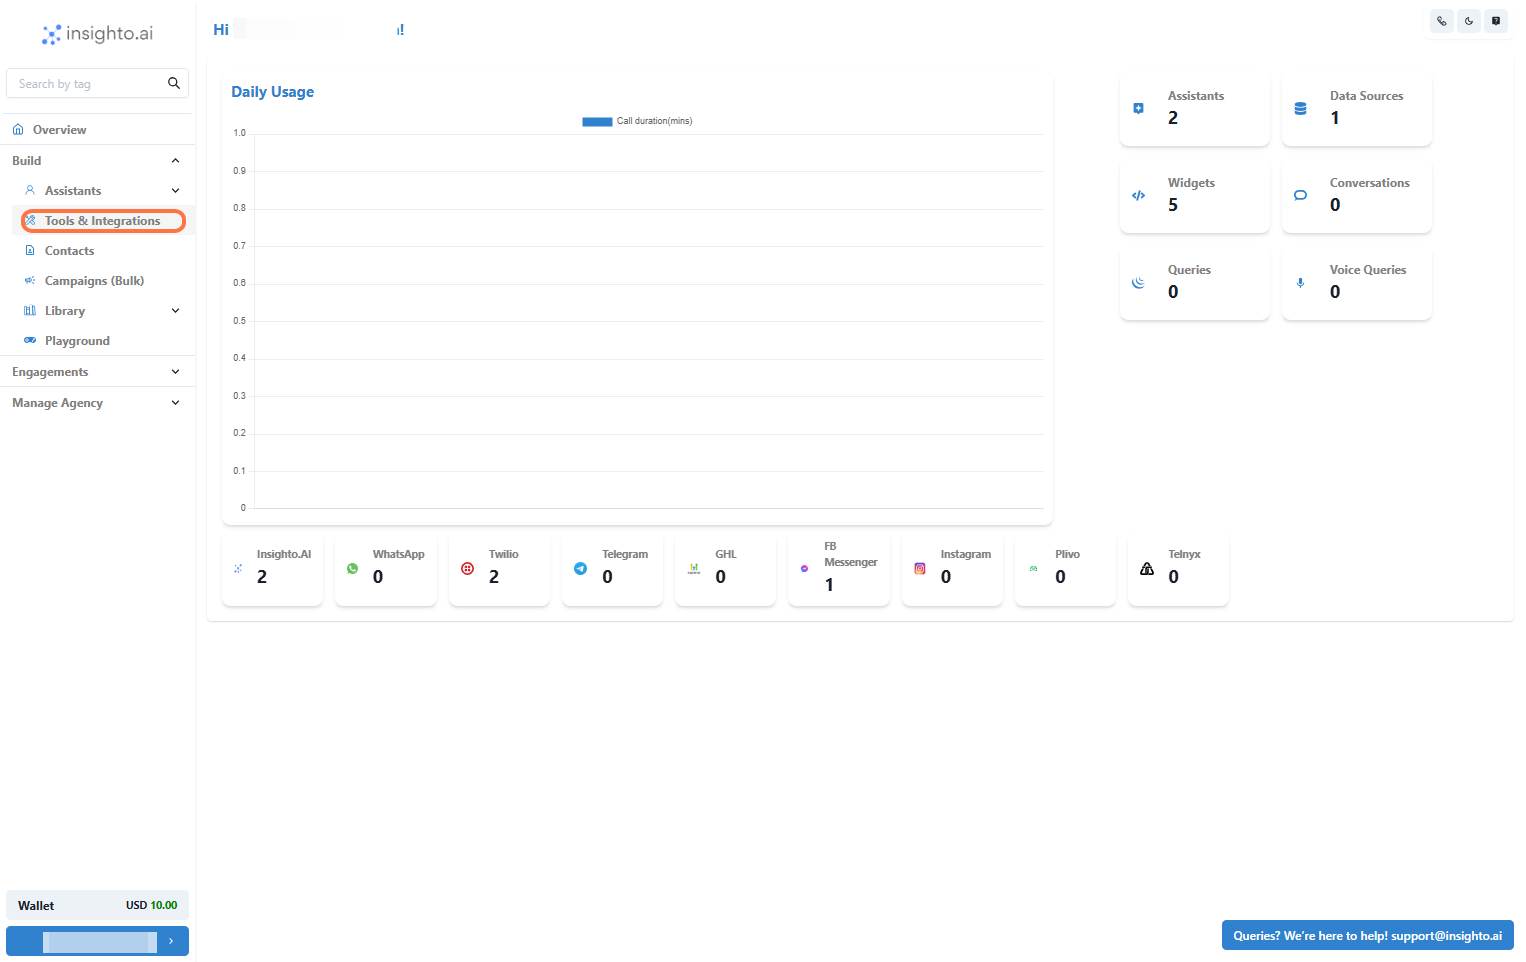 insighto.ai
Search by tag
Overview
Build
Assistants
Tools & Integrations
Contacts
Campaigns (Bulk)
Library
Playground
Engagements
Manage Agency
Wallet USD 10.00
Hi !
Daily Usage
Call duration(mins)
1.0
0.9
0.8
0.7
0.6
0.5
0.4
0.3
0.2
0.1
0
Assistants
2
Data Sources
1
Widgets
5
Conversations
0
Queries
0
Voice Queries
0
Insighto.AI
2
WhatsApp
0
Twilio
2
Telegram
0
GHL
0
FB
Messenger
1
Instagram
0
Plivo
0
Telnyx
0
Queries? We're here to help! support@insighto.ai